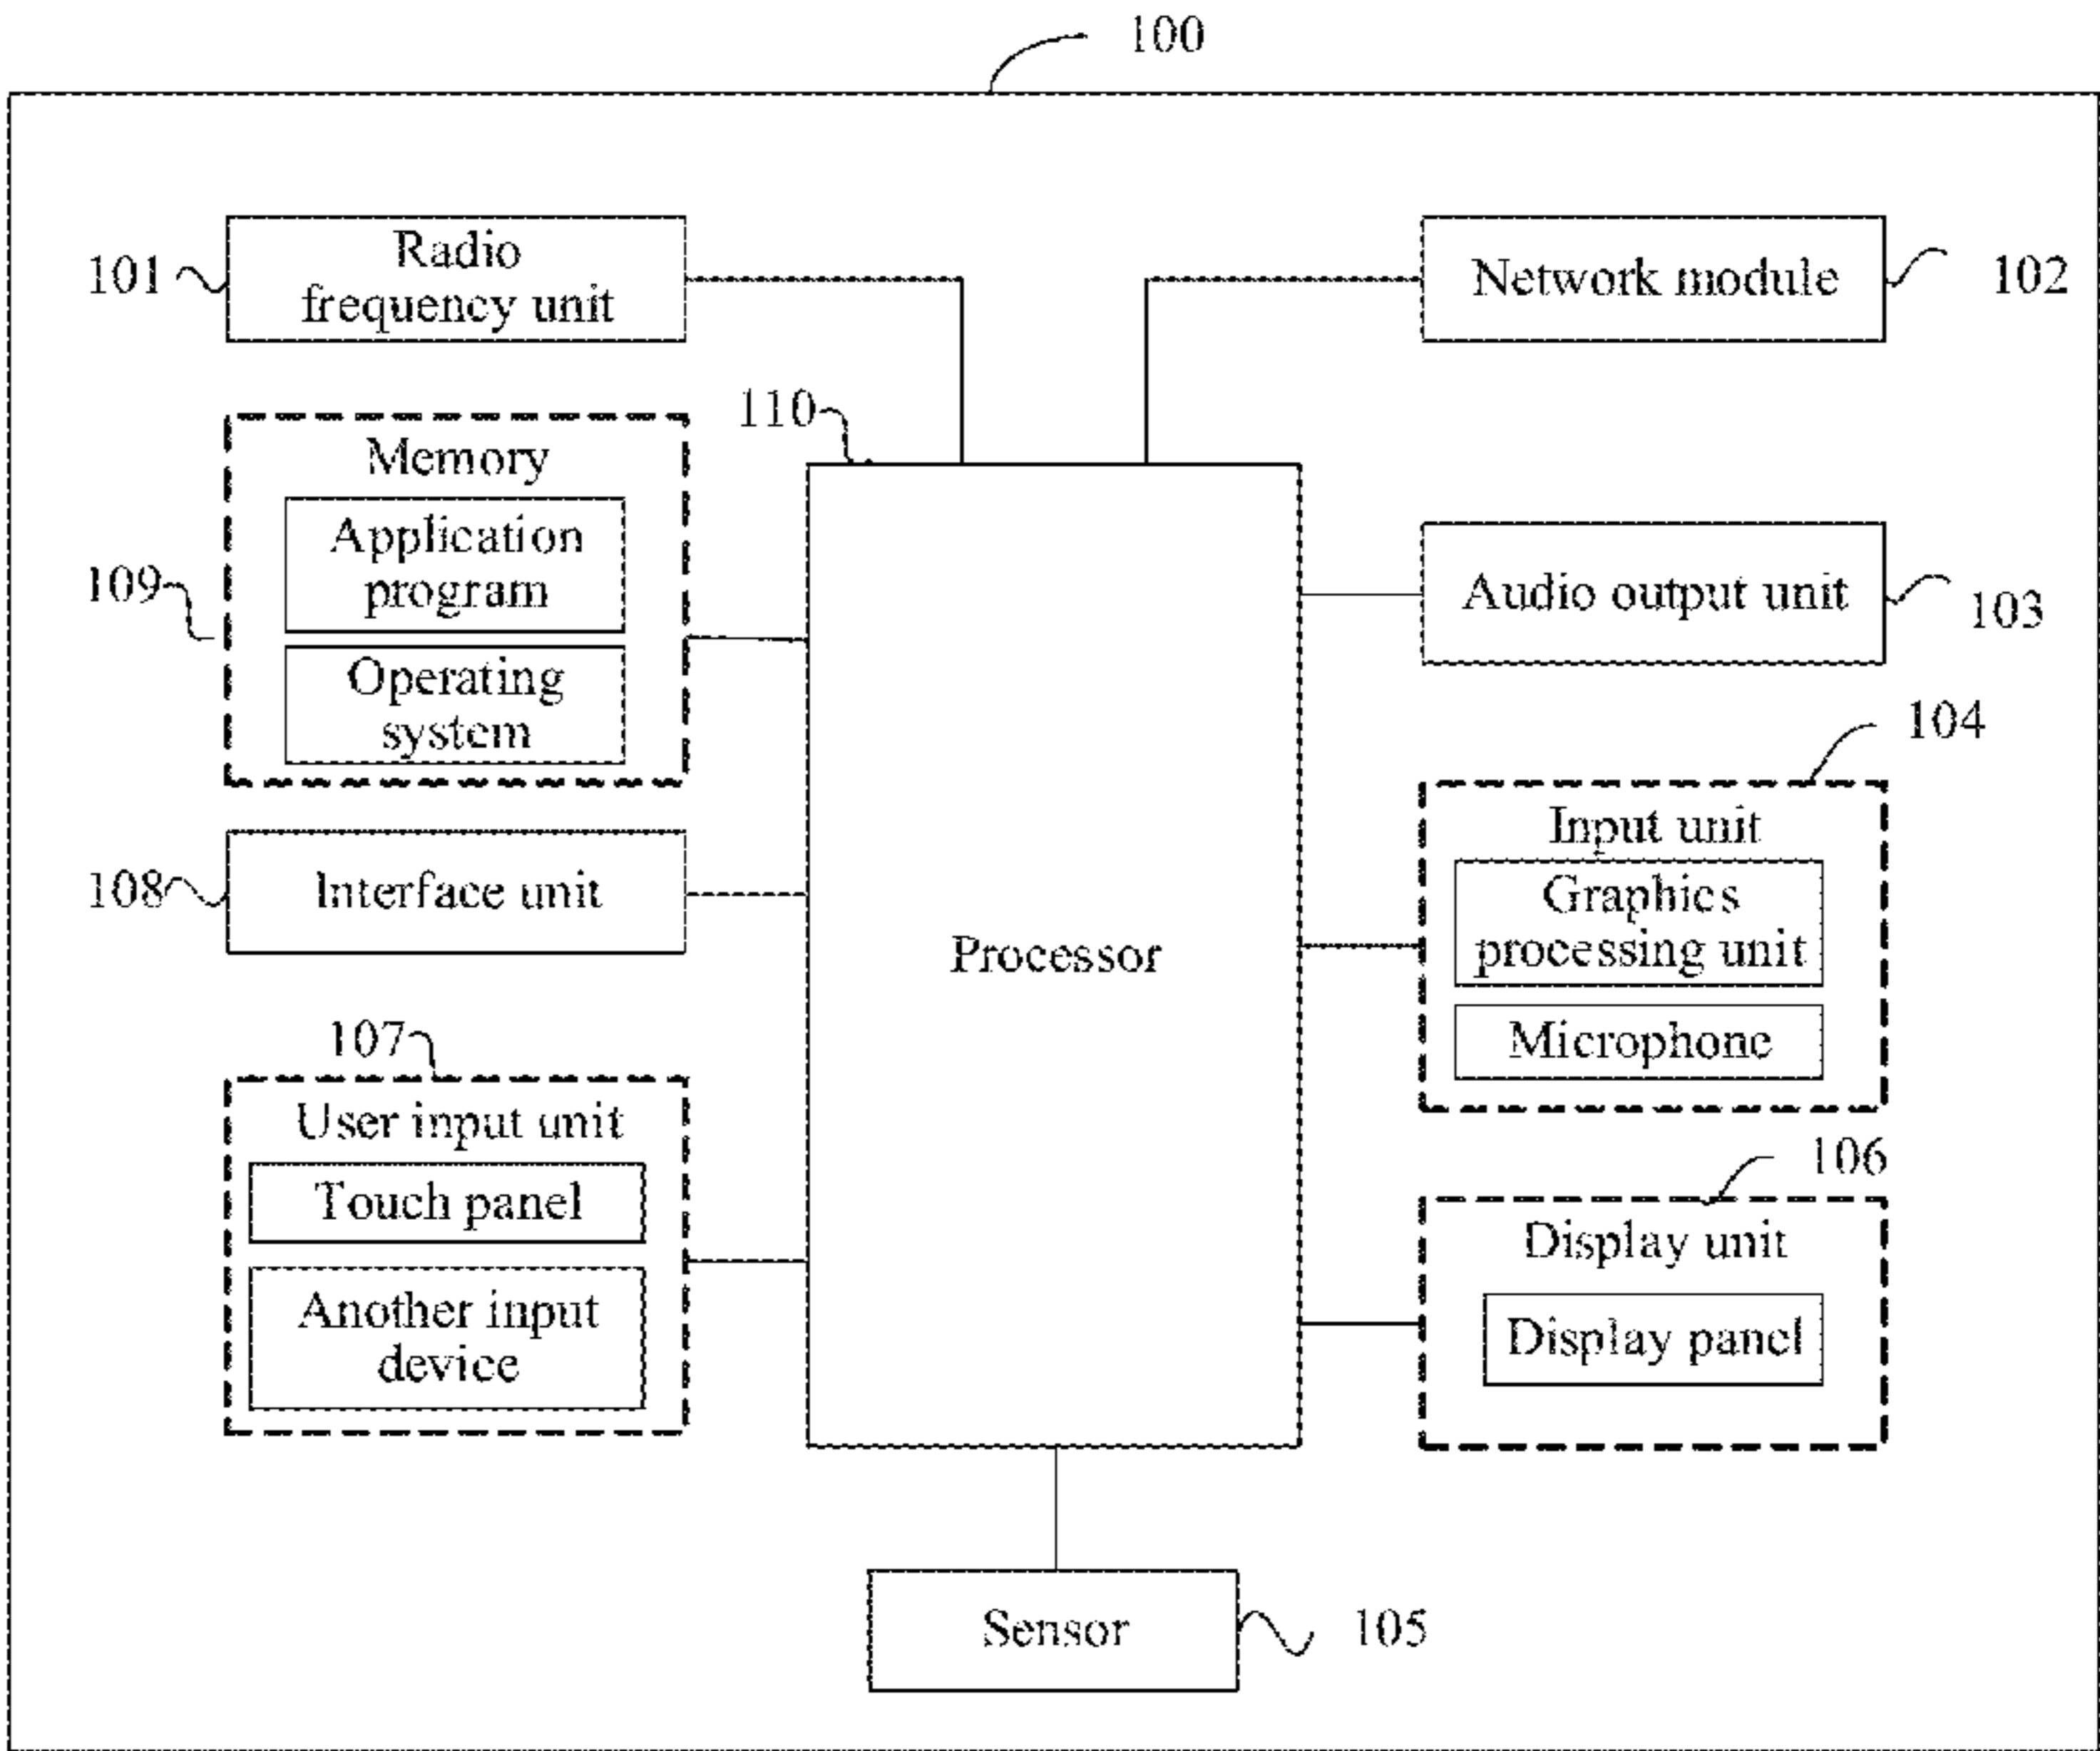 100
101
Radio
frequency unit
Network module
102
110
Memory
Application
program
Operating
system
109
Audio output unit
103
104
Input unit
Graphics
processing unit
Microphone
108
Interface unit
Processor
107
User input unit
Touch panel
Another input
device
106
Display unit
Display panel
Sensor
105